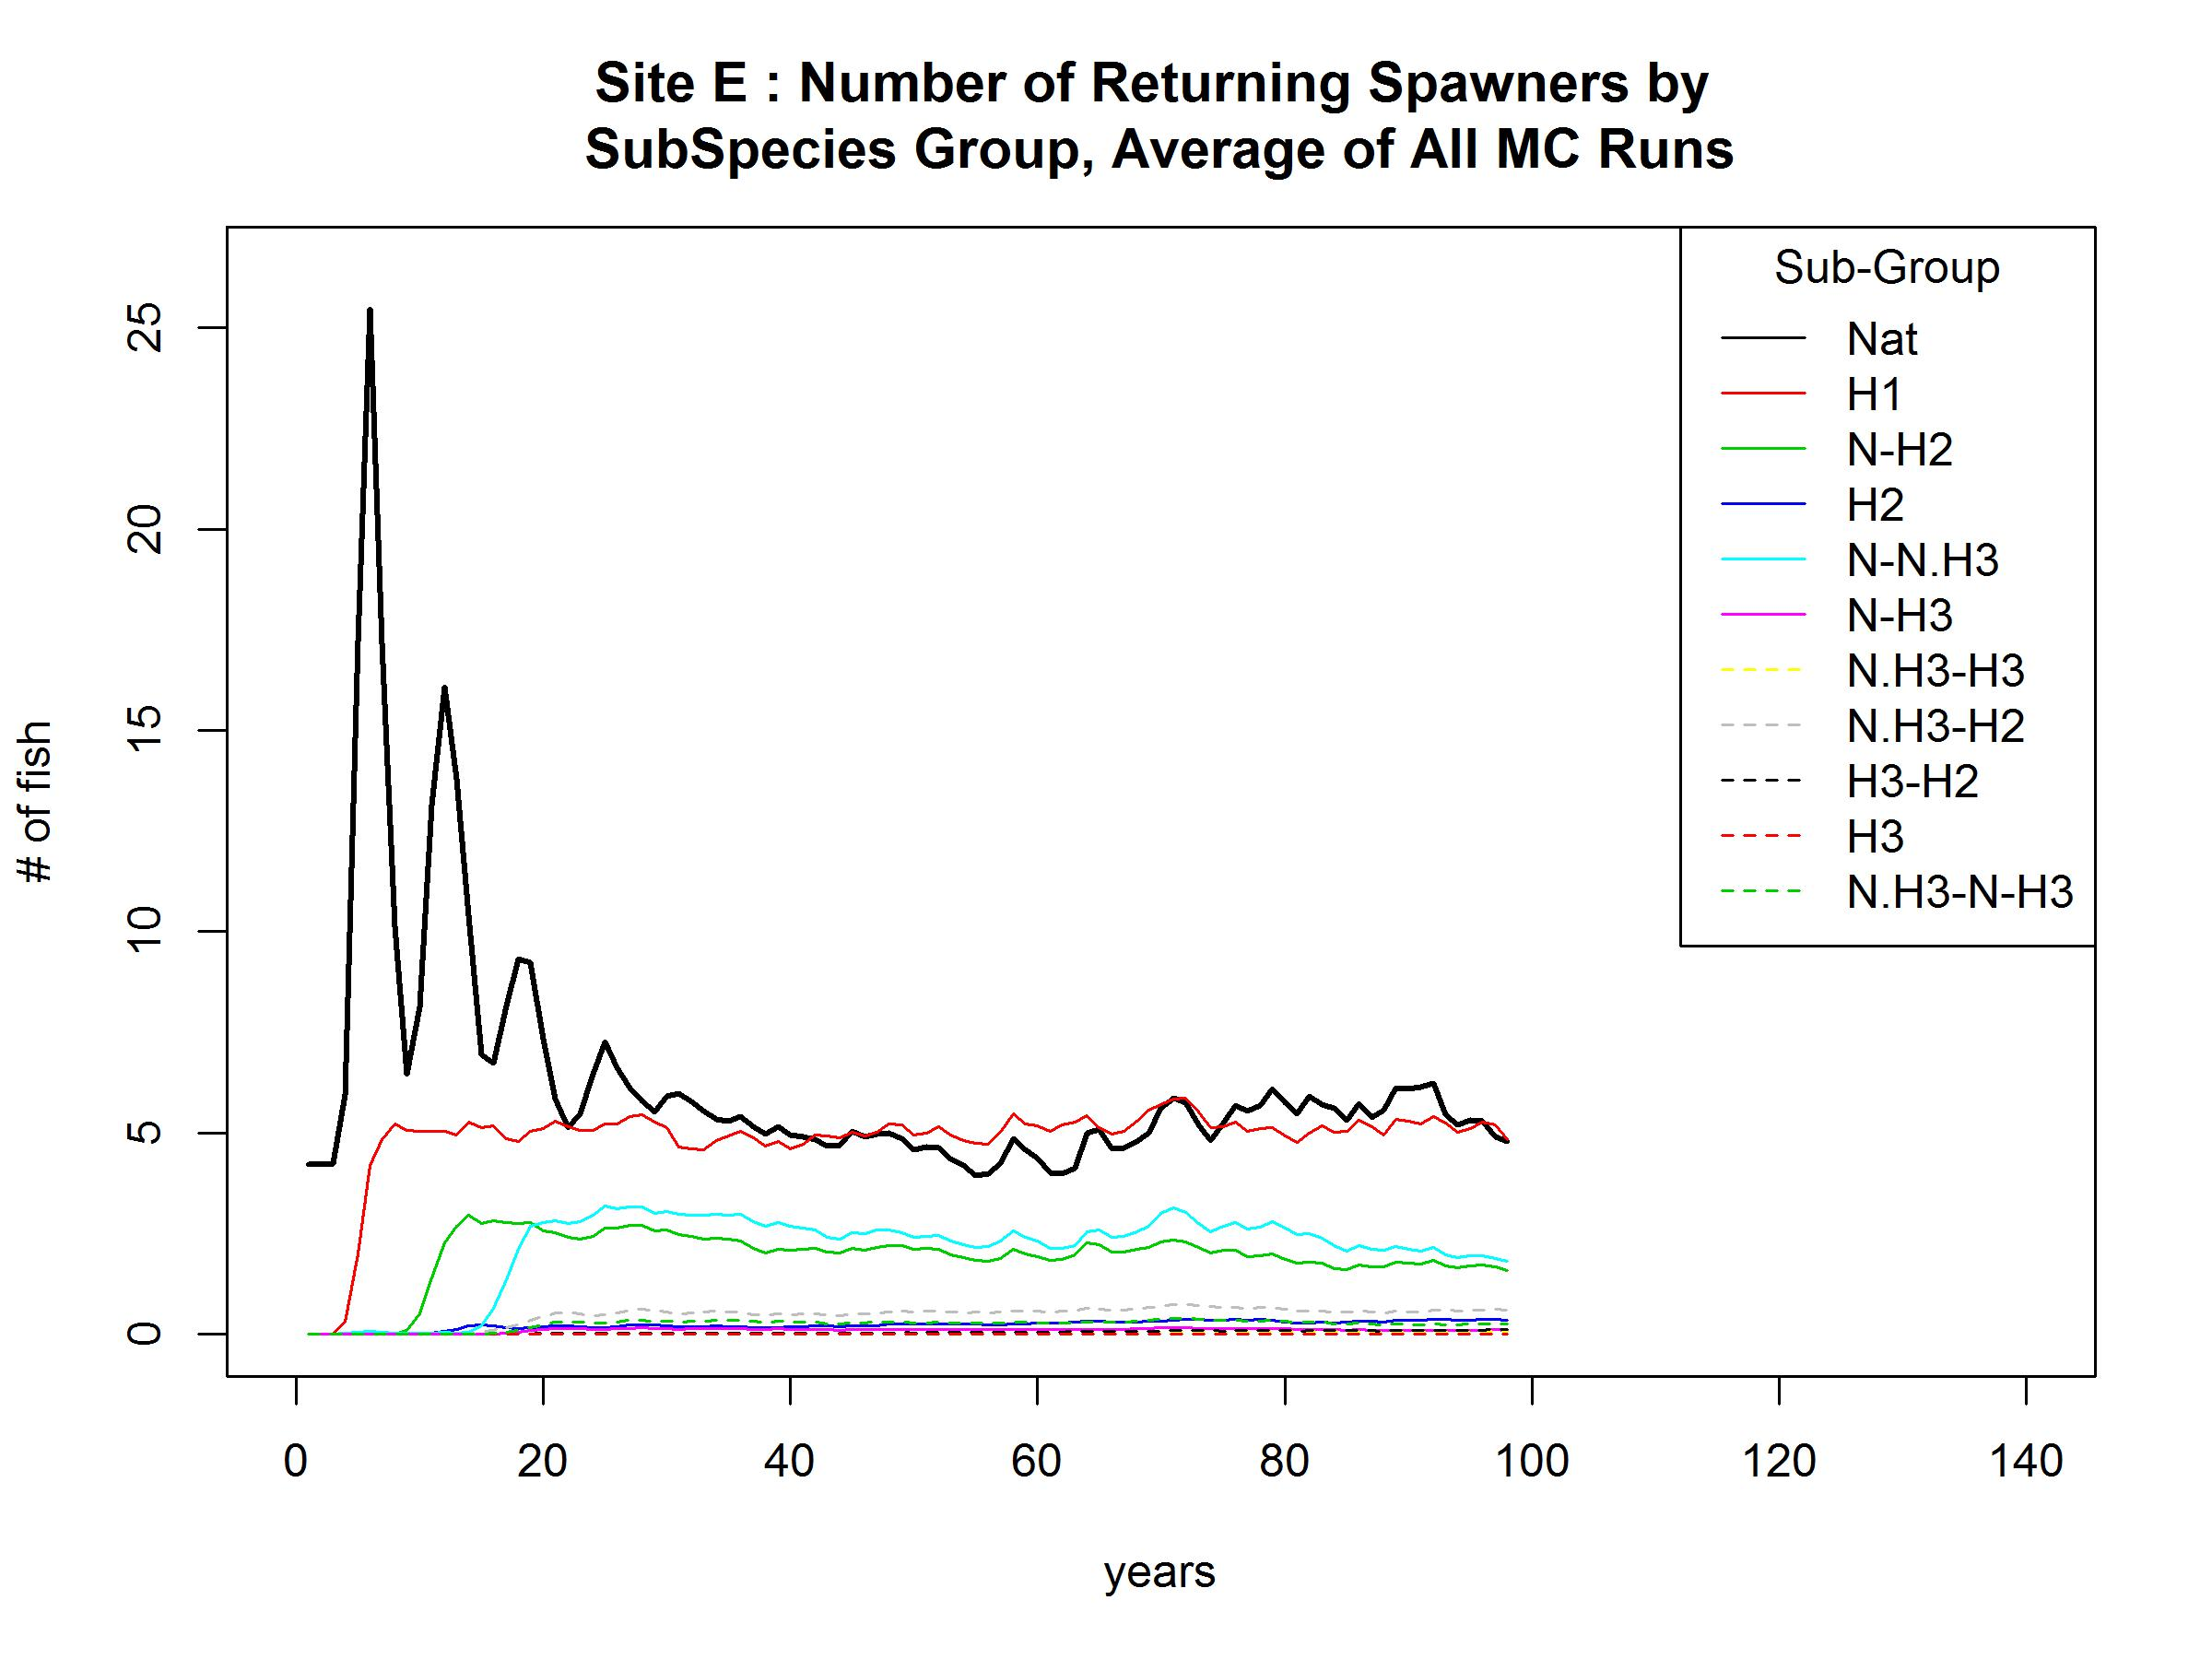 Site E : Number of Returning Spawners by
SubSpecies Group, Average of All MC Runs
# of fish
25
20
15
10
5
0
0 20 40 60 80 100 120 140
years
Sub-Group
Nat
H1
N-H2
H2
N-N.H3
N-H3
N.H3-H3
N.H3-H2
H3-H2
H3
N.H3-N-H3